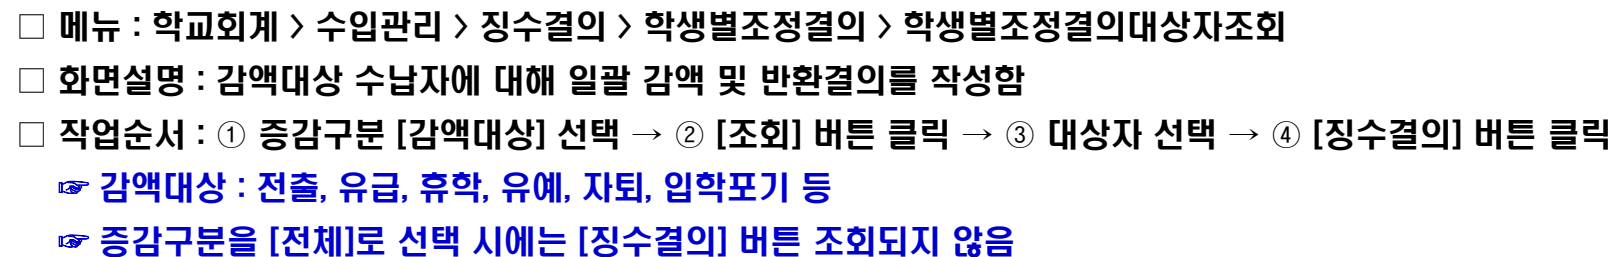 □ 메뉴 : 학교회계 > 수입관리 > 징수결의 > 학생별조정결의 > 학생별조정결의대상자조회
□ 화면설명 : 감액대상 수납자에 대해 일괄 감액 및 반환결의를 작성함
□ 작업순서 : ① 증감구분 [감액대상] 선택 → ② [조회] 버튼 클릭 → ③ 대상자 선택 → ④ [징수결의] 버튼 클릭
☞ 감액대상 : 전출, 유급, 휴학, 유예, 자퇴, 입학포기 등
☞ 증감구분을 [전체]로 선택 시에는 [징수결의] 버튼 조회되지 않음